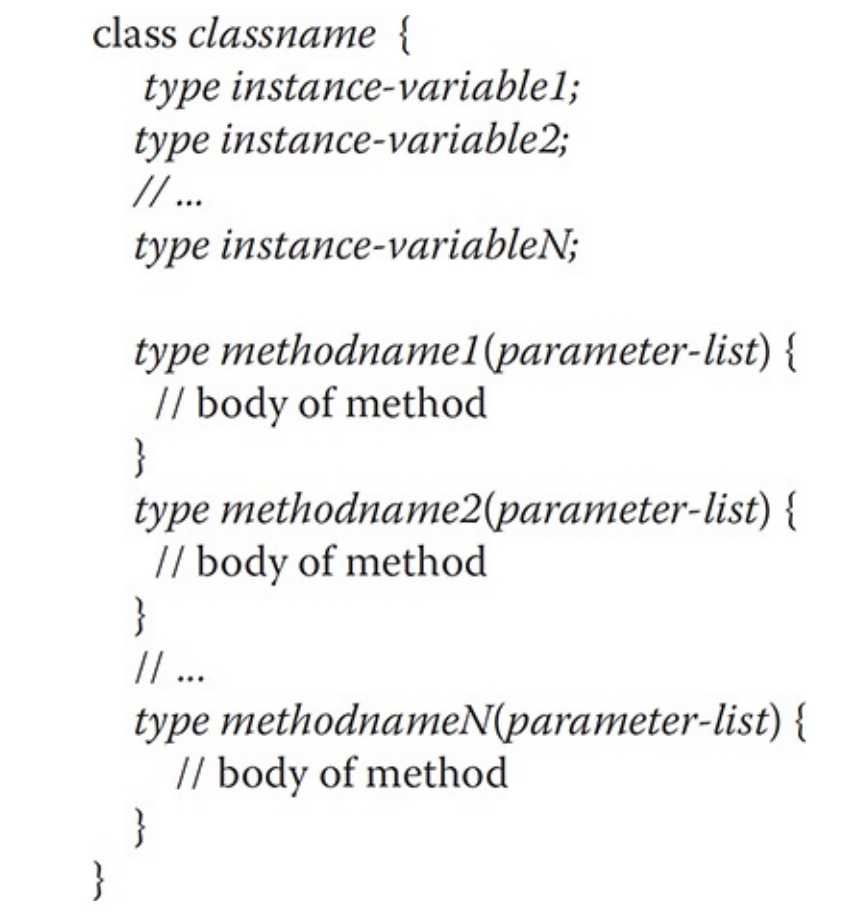 class classname {
type instance-variable1;
type instance-variable2;
// ...
type instance-variableN;
type methodname1(parameter-list) {
// body of method
}
type methodname2(parameter-list) {
// body of method
}
// ...
type methodnameN(parameter-list) {
// body of method
}
}